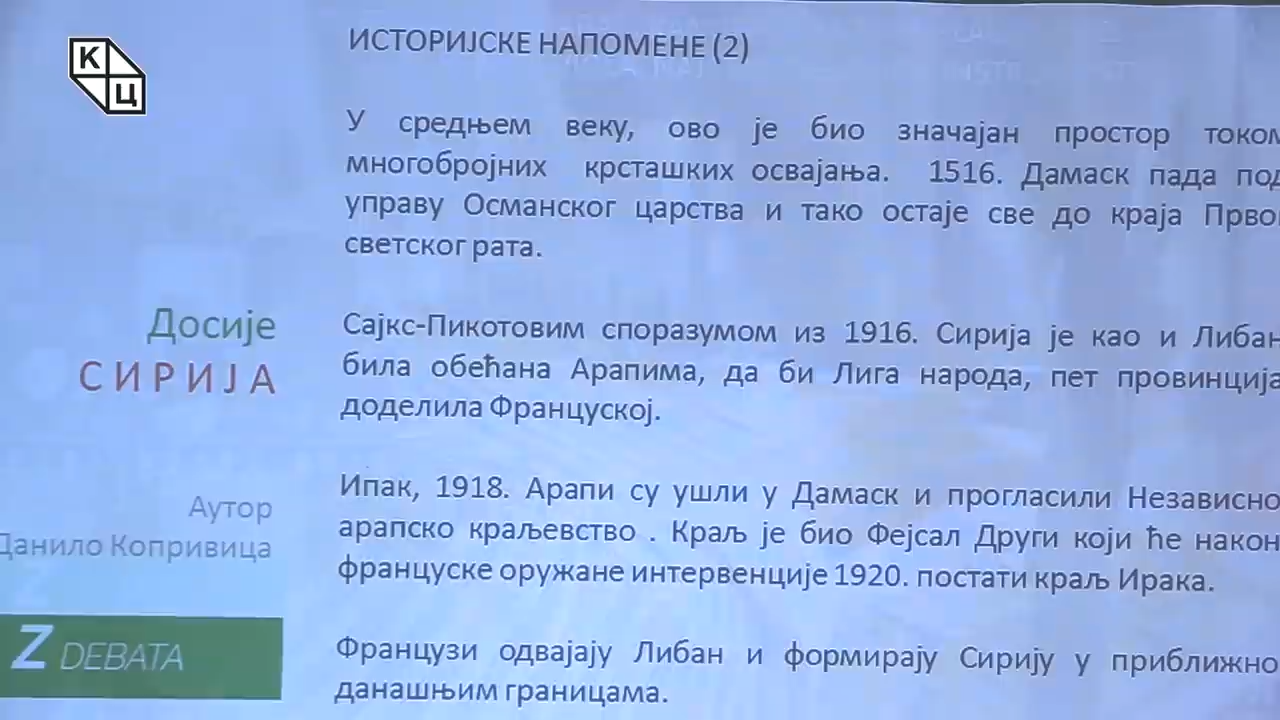 К
Ц
ИСТОРИЈСКЕ НАПОМЕНЕ (2)
У средњем веку, ово је био значајан простор током
многобројних крсташких освајања. 1516. Дамаск пада под
управу Османског царства и тако остаје све до краја Првог
светског рата.
Досије
СИРИЈА
Сајкс-Пикотовим споразумом из 1916. Сирија је као и Либан
била обећана Арапима, да би Лига народа, пет провинција
доделила Француској.
Аутор
Данило Копривица
Ипак, 1918. Арапи су ушли у Дамаск и прогласили Независно
арапско краљевство . Краљ је био Фејсал Други који ће након
француске оружане интервенције 1920. постати краљ Ирака.
Z DEBATA
Французи одвајају Либан и формирају Сирију у приближно
данашњим границама.